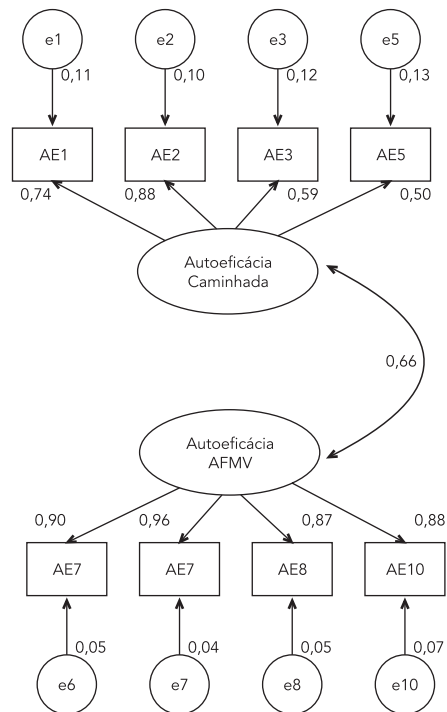 e1
e2
e3
e5
0,11
0,10
0,12
0,13
AE1
AE2
AE3
AE5
0,74
0,88
0,59
0,50
Autoeficácia
Caminhada
0,66
Autoeficácia
AFMV
0,90
0,96
0,87
0,88
AE7
AE7
AE8
AE10
0,05
0,04
0,05
0,07
e6
e7
e8
e10